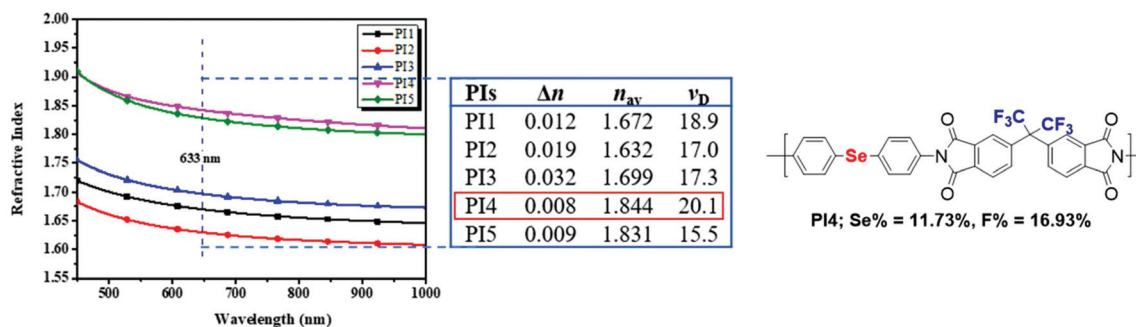 2.00
1.95
1.90
1.85
1.80
1.75
1.70
1.65
1.60
1.55
Refractive Index
500 600 700 800 900 1000
Wavelength (nm)
PI1
PI2
PI3
PI4
PI5
633 nm
PIs Δn n_av ν_D
PI1 0.012 1.672 18.9
PI2 0.019 1.632 17.0
PI3 0.032 1.699 17.3
PI4 0.008 1.844 20.1
PI5 0.009 1.831 15.5
F₃C CF₃
O O
Se N N
O O
PI4; Se% = 11.73%, F% = 16.93%